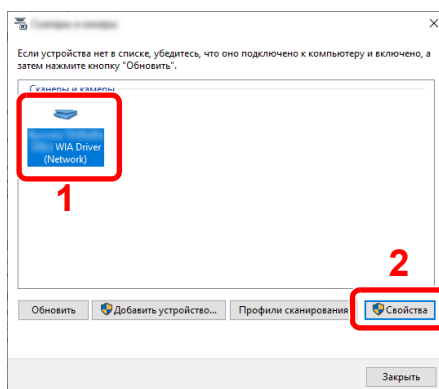 Если устройства нет в списке, убедитесь, что оно подключено к компьютеру и включено, а
затем нажмите кнопку "Обновить".
Сканеры и камеры
WIA Driver
(Network)
1
2
Обновить
Добавить устройство...
Профили сканирования
Свойства
Закрыть